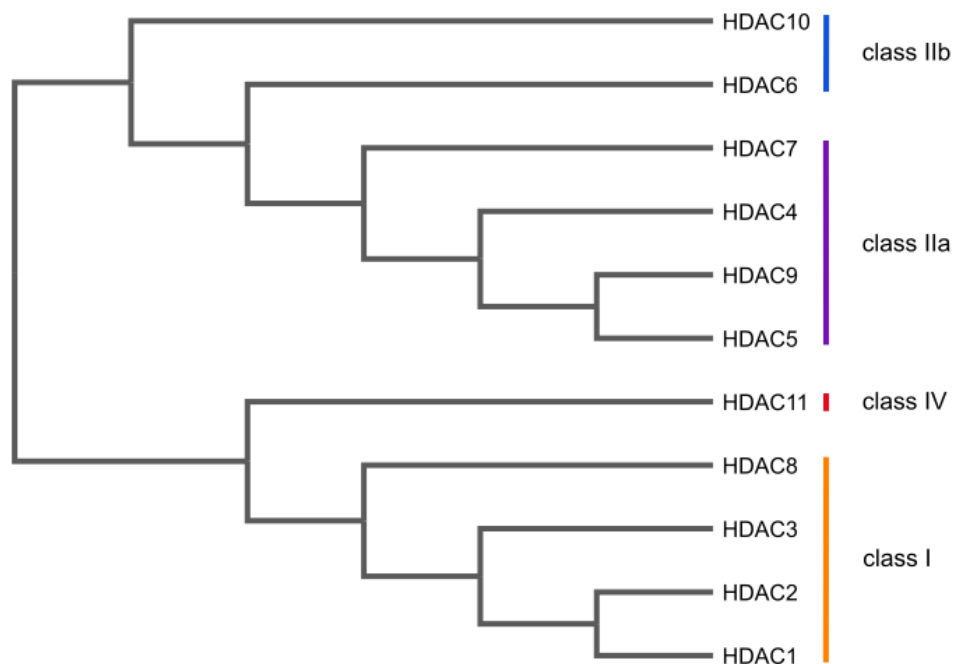 HDAC10
class IIb
HDAC6
HDAC7
HDAC4
class IIa
HDAC9
HDAC5
HDAC11
class IV
HDAC8
HDAC3
class I
HDAC2
HDAC1